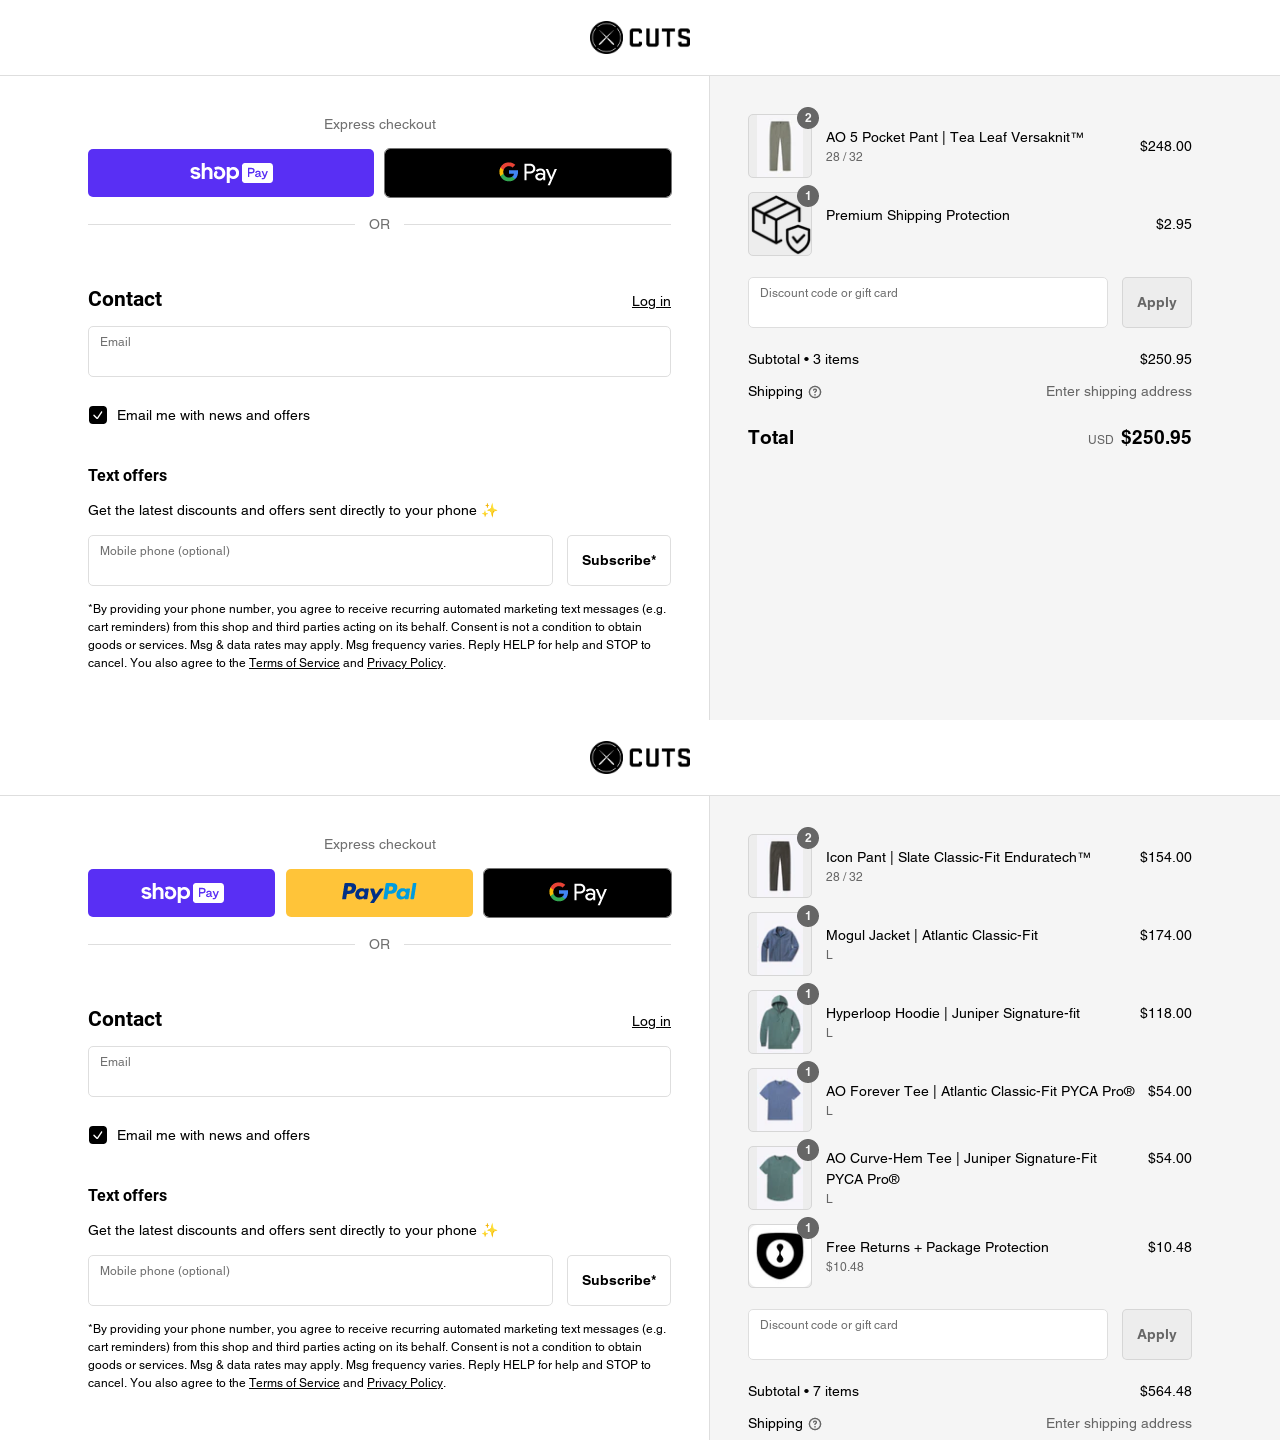 CUTS
Express checkout
shop Pay
G Pay
OR
Contact
Log in
Email
Email me with news and offers
Text offers
Get the latest discounts and offers sent directly to your phone ✨
Mobile phone (optional)
Subscribe*
*By providing your phone number, you agree to receive recurring automated marketing text messages (e.g.
cart reminders) from this shop and third parties acting on its behalf. Consent is not a condition to obtain
goods or services. Msg & data rates may apply. Msg frequency varies. Reply HELP for help and STOP to
cancel. You also agree to the Terms of Service and Privacy Policy.
2
AO 5 Pocket Pant | Tea Leaf Versaknit™
28 / 32
$248.00
1
Premium Shipping Protection
$2.95
Discount code or gift card
Apply
Subtotal • 3 items
$250.95
Shipping
Enter shipping address
Total
USD $250.95
CUTS
Express checkout
shop Pay
PayPal
G Pay
OR
Contact
Log in
Email
Email me with news and offers
Text offers
Get the latest discounts and offers sent directly to your phone ✨
Mobile phone (optional)
Subscribe*
*By providing your phone number, you agree to receive recurring automated marketing text messages (e.g.
cart reminders) from this shop and third parties acting on its behalf. Consent is not a condition to obtain
goods or services. Msg & data rates may apply. Msg frequency varies. Reply HELP for help and STOP to
cancel. You also agree to the Terms of Service and Privacy Policy.
2
Icon Pant | Slate Classic-Fit Enduratech™
28 / 32
$154.00
1
Mogul Jacket | Atlantic Classic-Fit
L
$174.00
1
Hyperloop Hoodie | Juniper Signature-fit
L
$118.00
1
AO Forever Tee | Atlantic Classic-Fit PYCA Pro®
L
$54.00
1
AO Curve-Hem Tee | Juniper Signature-Fit
PYCA Pro®
L
$54.00
1
Free Returns + Package Protection
$10.48
$10.48
Discount code or gift card
Apply
Subtotal • 7 items
$564.48
Shipping
Enter shipping address